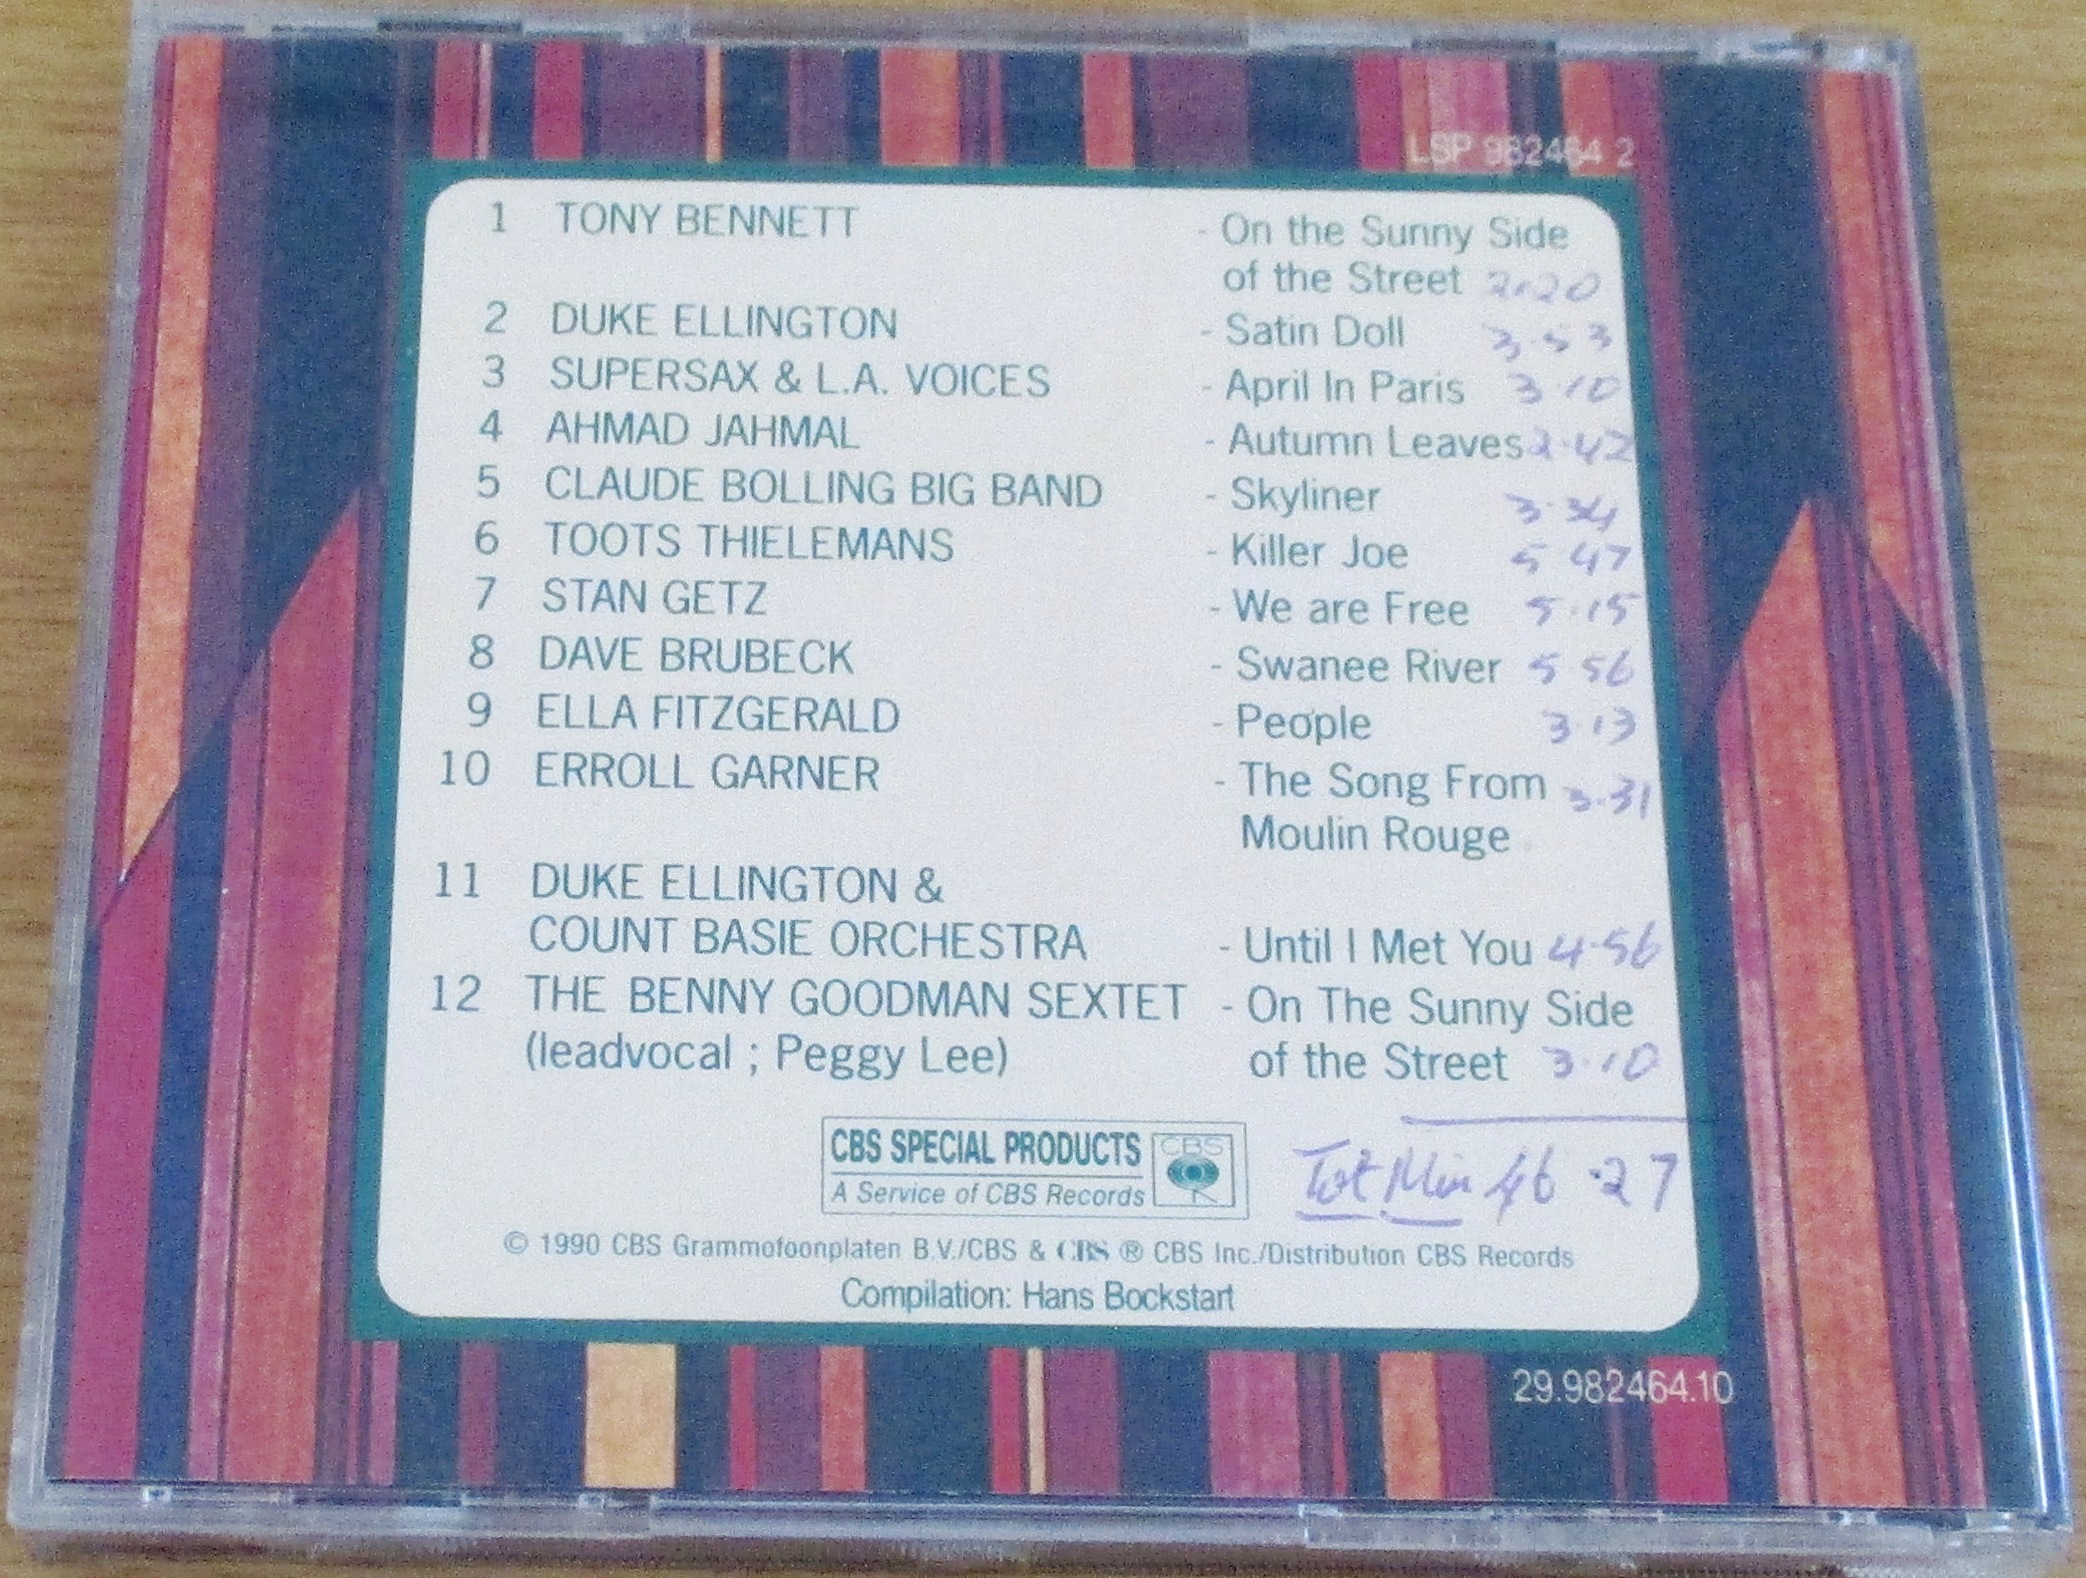 LSP 982464 2
1 TONY BENNETT - On the Sunny Side
of the Street 2.20
2 DUKE ELLINGTON - Satin Doll 3.53
3 SUPERSAX & L.A. VOICES - April In Paris 3.10
4 AHMAD JAHMAL - Autumn Leaves 2.42
5 CLAUDE BOLLING BIG BAND - Skyliner 3.34
6 TOOTS THIELEMANS - Killer Joe 5 47
7 STAN GETZ - We are Free 5.15
8 DAVE BRUBECK - Swanee River 5 56
9 ELLA FITZGERALD - People 3.13
10 ERROLL GARNER - The Song From 3.31
Moulin Rouge
11 DUKE ELLINGTON &
COUNT BASIE ORCHESTRA - Until I Met You 4.56
12 THE BENNY GOODMAN SEXTET - On The Sunny Side
(leadvocal ; Peggy Lee) of the Street 3.10
CBS SPECIAL PRODUCTS CBS
A Service of CBS Records
Tot Min 46.27
© 1990 CBS Grammofoonplaten B.V./CBS & CBS ® CBS Inc./Distribution CBS Records
Compilation: Hans Bockstart
29.982464.10